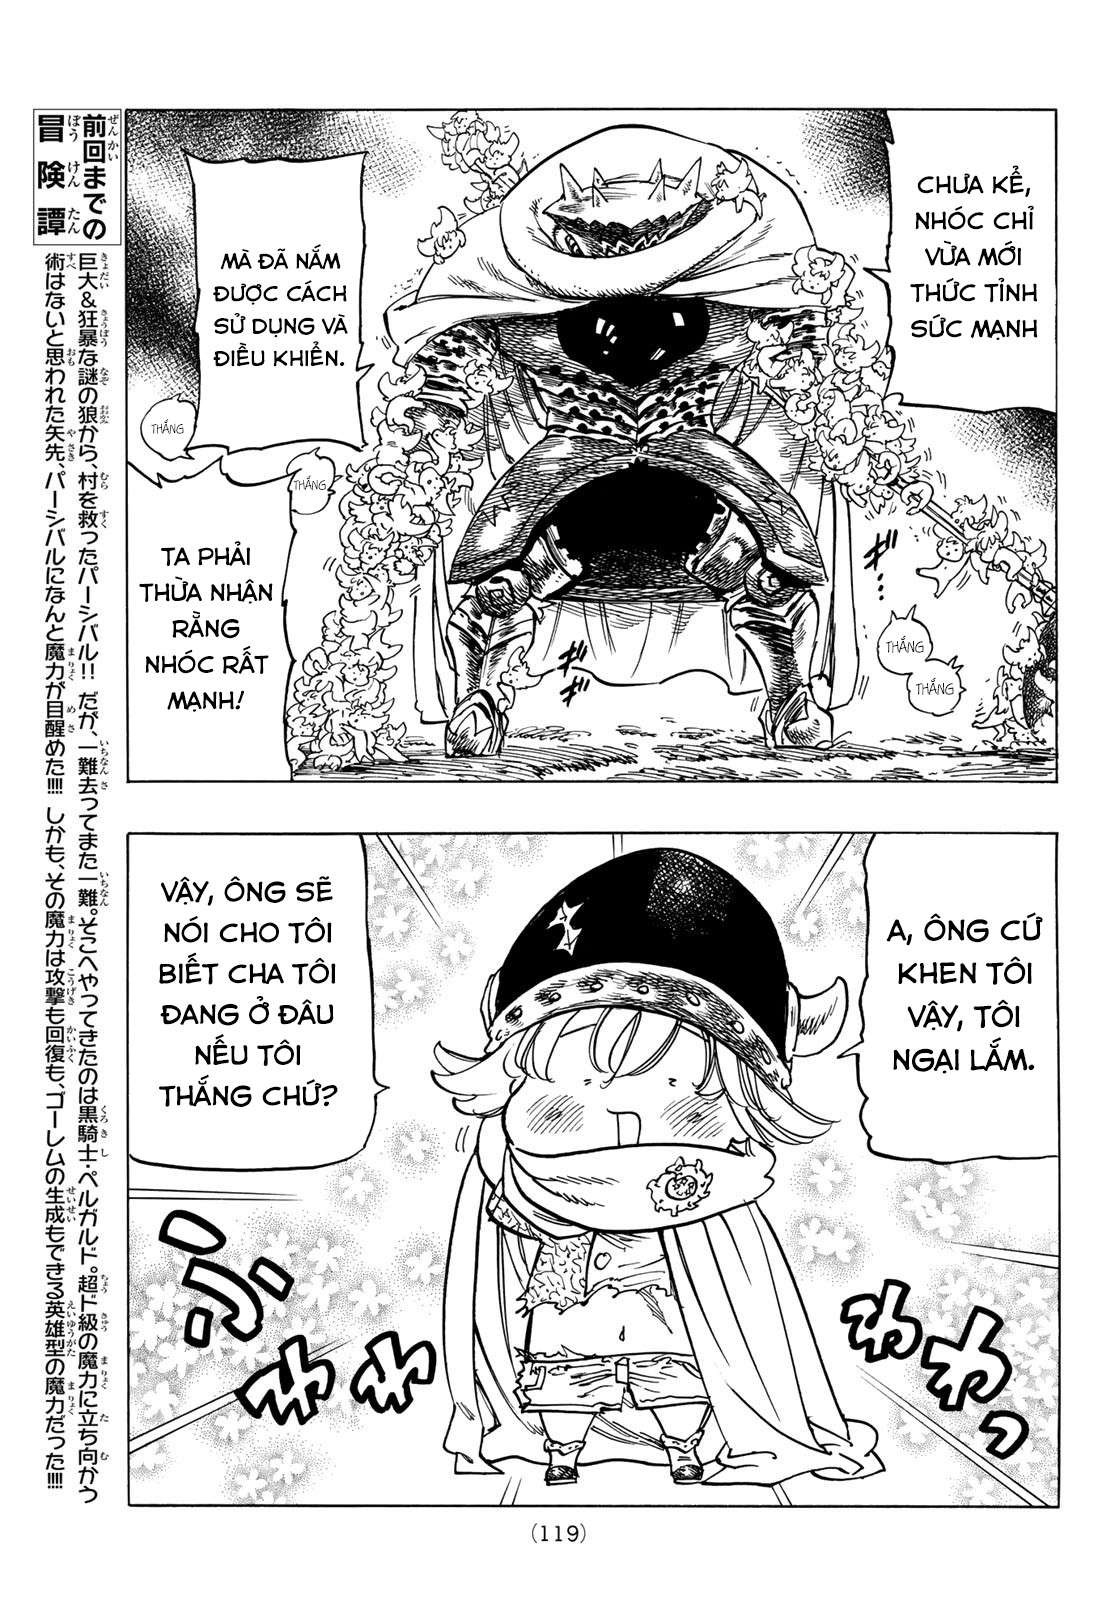 前回までの
冒険譚
巨大&狂暴な謎の狼から、村を救ったパーシバル!! だが、一難去ってまた一難。そこへやってきたのは黒騎士・ペルガルド。超ド級の魔力に立ち向かう
術はないと思われた矢先、パーシバルになんと魔力が目醒めた!!!! しかも、その魔力は攻撃も回復も、ゴーレムの生成もできる英雄型の魔力だった!!!!
CHƯA KỂ,
NHÓC CHỈ
VỪA MỚI
THỨC TỈNH
SỨC MẠNH
MÀ ĐÃ NẮM
ĐƯỢC CÁCH
SỬ DỤNG VÀ
ĐIỀU KHIỂN.
THẮNG
THẮNG
TA PHẢI
THỪA NHẬN
RẰNG
NHÓC RẤT
MẠNH!
THẮNG
THẮNG
ギ…
ギギ
A, ÔNG CỨ
KHEN TÔI
VẬY, TÔI
NGẠI LẮM.
VẬY, ÔNG SẼ
NÓI CHO TÔI
BIẾT CHA TÔI
ĐANG Ở ĐÂU
NẾU TÔI
THẮNG CHỨ?
ふわわ
わわっ
(119)